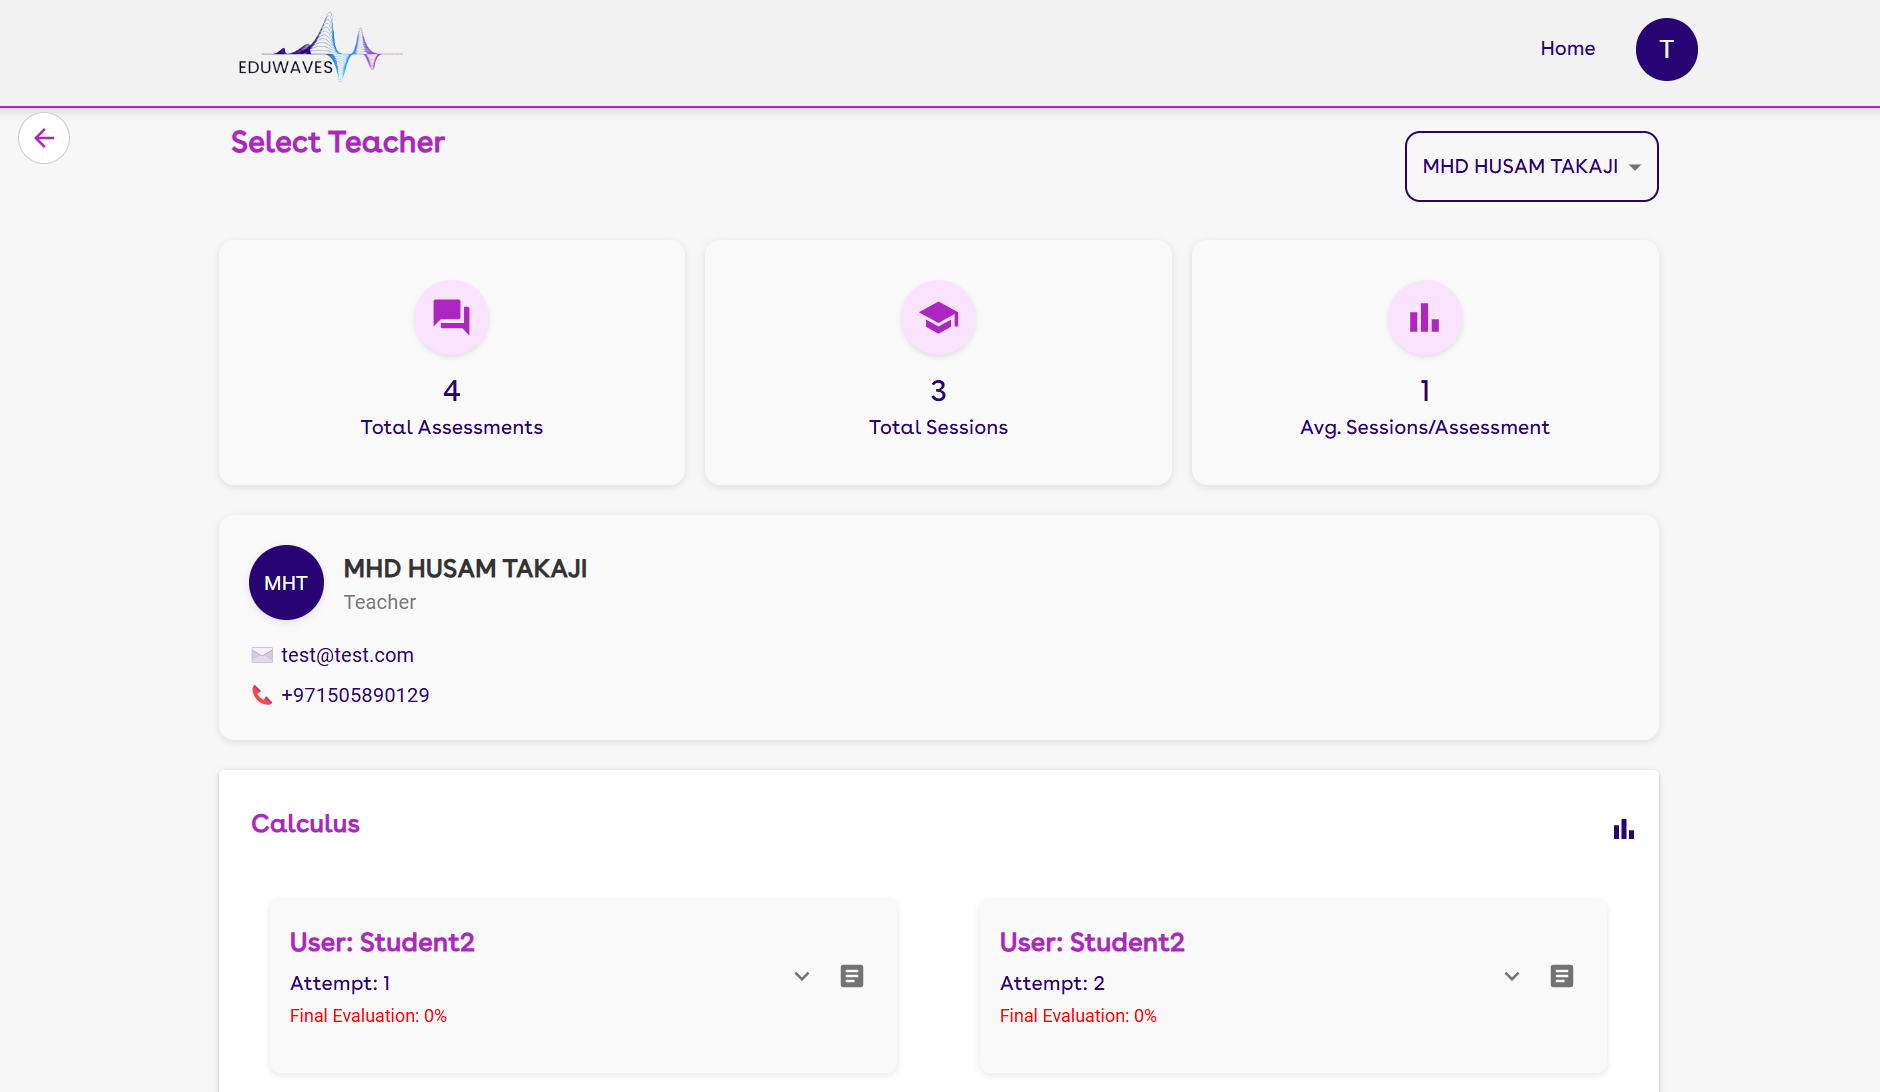 EDUWAVES
Home
T
Select Teacher
MHD HUSAM TAKAJI
4
Total Assessments
3
Total Sessions
1
Avg. Sessions/Assessment
MHT
MHD HUSAM TAKAJI
Teacher
test@test.com
+971505890129
Calculus
User: Student2
Attempt: 1
Final Evaluation: 0%
User: Student2
Attempt: 2
Final Evaluation: 0%